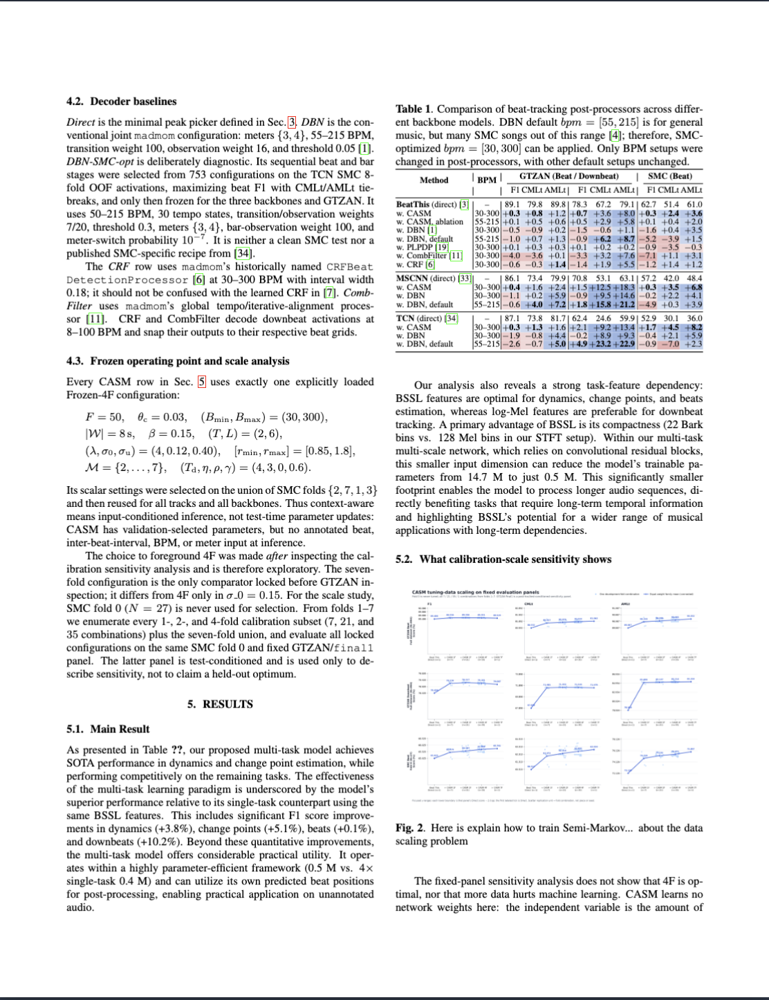 4.2. Decoder baselines
Direct is the minimal peak picker defined in Sec. 3. DBN is the con-
ventional joint madmom configuration: meters {3, 4}, 55–215 BPM,
transition weight 100, observation weight 16, and threshold 0.05 [1].
DBN-SMC-opt is deliberately diagnostic. Its sequential beat and bar
stages were selected from 753 configurations on the TCN SMC 8-
fold OOF activations, maximizing beat F1 with CMLt/AMLt tie-
breaks, and only then frozen for the three backbones and GTZAN. It
uses 50–215 BPM, 30 tempo states, transition/observation weights
7/20, threshold 0.3, meters {3, 4}, bar-observation weight 100, and
meter-switch probability 10⁻⁷. It is neither a clean SMC test nor a
published SMC-specific recipe from [34].
The CRF row uses madmom's historically named CRFBeat
DetectionProcessor [6] at 30–300 BPM with interval width
0.18; it should not be confused with the learned CRF in [7]. Comb-
Filter uses madmom's global tempo/iterative-alignment proces-
sor [11]. CRF and CombFilter decode downbeat activations at
8–100 BPM and snap their outputs to their respective beat grids.
4.3. Frozen operating point and scale analysis
Every CASM row in Sec. 5 uses exactly one explicitly loaded
Frozen-4F configuration:
F = 50, θc = 0.03, (Bmin, Bmax) = (30, 300),
|W| = 8 s, β = 0.15, (T, L) = (2, 6),
(λ, σ0, σu) = (4, 0.12, 0.40), [rmin, rmax] = [0.85, 1.8],
M = {2, . . . , 7}, (Td, η, ρ, γ) = (4, 3, 0, 0.6).
Its scalar settings were selected on the union of SMC folds {2, 7, 1, 3}
and then reused for all tracks and all backbones. Thus context-aware
means input-conditioned inference, not test-time parameter updates:
CASM has validation-selected parameters, but no annotated beat,
inter-beat-interval, BPM, or meter input at inference.
The choice to foreground 4F was made after inspecting the cal-
ibration sensitivity analysis and is therefore exploratory. The seven-
fold configuration is the only comparator locked before GTZAN in-
spection; it differs from 4F only in σ_0 = 0.15. For the scale study,
SMC fold 0 (N = 27) is never used for selection. From folds 1–7
we enumerate every 1-, 2-, and 4-fold calibration subset (7, 21, and
35 combinations) plus the seven-fold union, and evaluate all locked
configurations on the same SMC fold 0 and fixed GTZAN/final1
panel. The latter panel is test-conditioned and is used only to de-
scribe sensitivity, not to claim a held-out optimum.
5. RESULTS
5.1. Main Result
As presented in Table ??, our proposed multi-task model achieves
SOTA performance in dynamics and change point estimation, while
performing competitively on the remaining tasks. The effectiveness
of the multi-task learning paradigm is underscored by the model's
superior performance relative to its single-task counterpart using the
same BSSL features. This includes significant F1 score improve-
ments in dynamics (+3.8%), change points (+5.1%), beats (+0.1%),
and downbeats (+10.2%). Beyond these quantitative improvements,
the multi-task model offers considerable practical utility. It oper-
ates within a highly parameter-efficient framework (0.5 M vs. 4×
single-task 0.4 M) and can utilize its own predicted beat positions
for post-processing, enabling practical application on unannotated
audio.
Table 1. Comparison of beat-tracking post-processors across differ-
ent backbone models. DBN default bpm = [55, 215] is for general
music, but many SMC songs out of this range [4]; therefore, SMC-
optimized bpm = [30, 300] can be applied. Only BPM setups were
changed in post-processors, with other default setups unchanged.
Method | BPM | GTZAN (Beat / Downbeat) | SMC (Beat)
F1 CMLt AMLt | F1 CMLt AMLt | F1 CMLt AMLt
BeatThis (direct) [3] – 89.1 79.8 89.8 78.3 67.2 79.1 62.7 51.4 61.0
w. CASM 30-300 +0.3 +0.8 +1.2 +0.7 +3.6 +8.0 +0.3 +2.4 +3.6
w. CASM, ablation 55-215 +0.1 +0.5 +0.6 +0.5 +2.9 +5.8 +0.1 +0.4 +2.0
w. DBN [1] 30-300 −0.5 −0.9 +0.2 −1.5 −0.6 +1.1 −1.6 +0.4 +3.5
w. DBN, default 55-215 −1.0 +0.7 +1.3 −0.9 +6.2 +8.7 −5.2 −3.9 +1.5
w. PLPDP [19] 30-300 +0.1 +0.3 +0.3 +0.1 +0.2 +0.2 −0.9 −3.5 −0.3
w. CombFilter [11] 30-300 −4.0 −3.6 +0.1 −3.3 +3.2 +7.6 −7.1 +1.1 +3.1
w. CRF [6] 30-300 −0.6 −0.3 +1.4 −1.4 +1.9 +5.5 −1.2 +1.4 +1.2
MSCNN (direct) [33] – 86.1 73.4 79.9 70.8 53.1 63.1 57.2 42.0 48.4
w. CASM 30–300 +0.4 +1.6 +2.4 +1.5 +12.5 +18.3 +0.3 +3.5 +6.8
w. DBN 30–300 −1.1 +0.2 +5.9 −0.9 +9.5 +14.6 −0.2 +2.2 +4.1
w. DBN, default 55–215 −0.6 +4.0 +7.2 +1.8 +15.8 +21.2 −4.9 +0.3 +3.9
TCN (direct) [34] – 87.1 73.8 81.7 62.4 24.6 59.9 52.9 30.1 36.0
w. CASM 30–300 +0.3 +1.3 +1.6 +2.1 +9.2 +13.4 +1.7 +4.5 +8.2
w. DBN 30–300 −1.9 −0.8 +4.4 −0.2 +8.9 +9.3 −0.4 +2.1 +5.9
w. DBN, default 55–215 −2.6 −0.7 +5.0 +4.9 +23.2 +22.9 −0.9 −7.0 +2.3
Our analysis also reveals a strong task-feature dependency:
BSSL features are optimal for dynamics, change points, and beats
estimation, whereas log-Mel features are preferable for downbeat
tracking. A primary advantage of BSSL is its compactness (22 Bark
bins vs. 128 Mel bins in our STFT setup). Within our multi-task
multi-scale network, which relies on convolutional residual blocks,
this smaller input dimension can reduce the model's trainable pa-
rameters from 14.7 M to just 0.5 M. This significantly smaller
footprint enables the model to process longer audio sequences, di-
rectly benefiting tasks that require long-term temporal information
and highlighting BSSL's potential for a wider range of musical
applications with long-term dependencies.
5.2. What calibration-scale sensitivity shows
CASM tuning-data scaling on fixed evaluation panels
F1
CMLt
AMLt
Fig. 2. Here is explain how to train Semi-Markov... about the data
scaling problem
The fixed-panel sensitivity analysis does not show that 4F is op-
timal, nor that more data hurts machine learning. CASM learns no
network weights here: the independent variable is the amount of